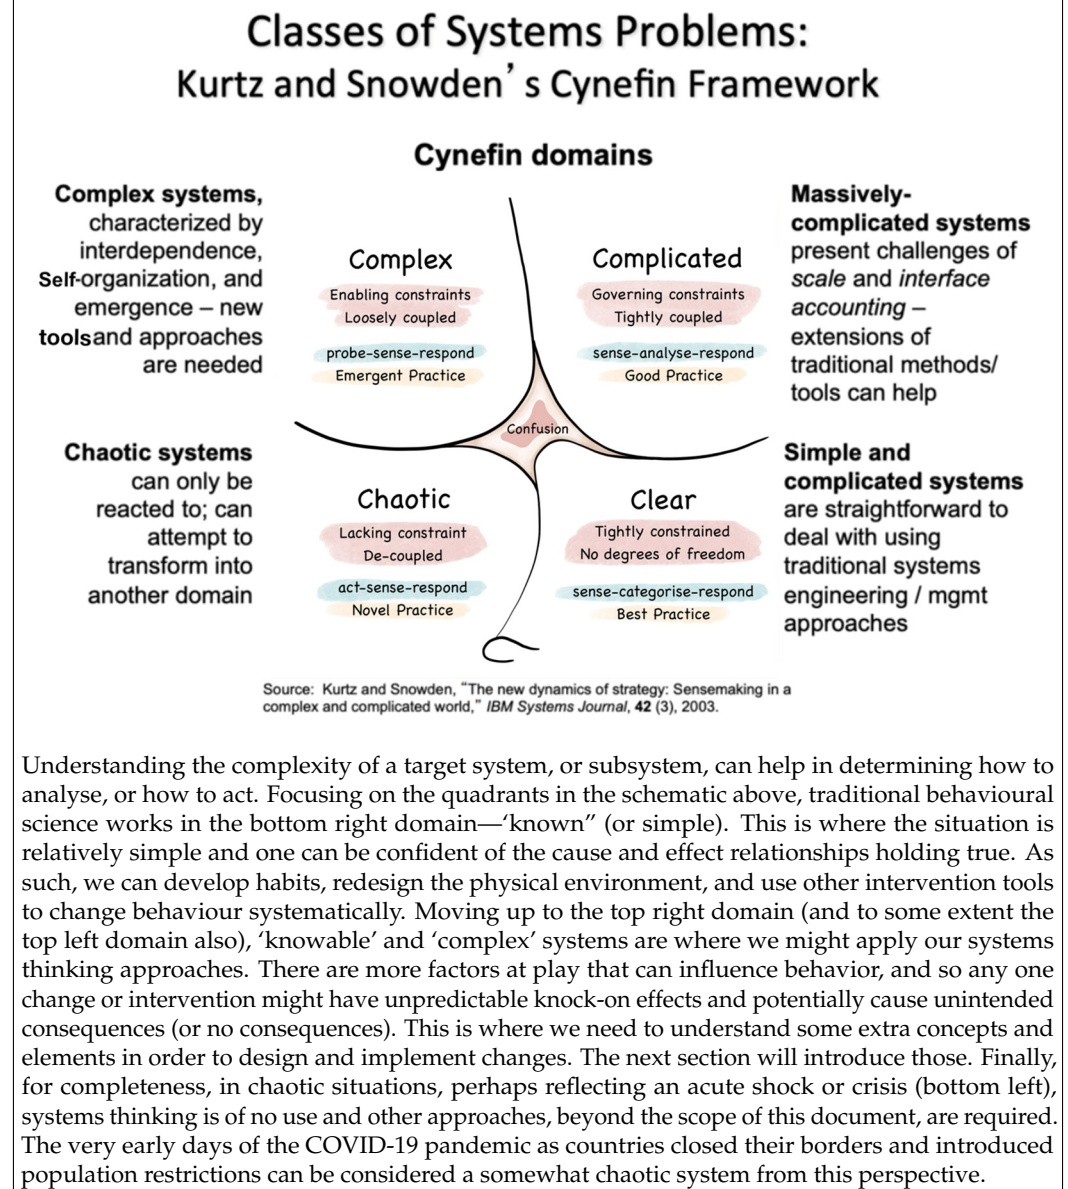 Classes of Systems Problems:
Kurtz and Snowden's Cynefin Framework
Cynefin domains
Complex systems,
characterized by
interdependence,
Self-organization, and
emergence – new
toolsand approaches
are needed
Complex
Enabling constraints
Loosely coupled
probe-sense-respond
Emergent Practice
Complicated
Governing constraints
Tightly coupled
sense-analyse-respond
Good Practice
Massively-
complicated systems
present challenges of
scale and interface
accounting –
extensions of
traditional methods/
tools can help
Confusion
Chaotic systems
can only be
reacted to; can
attempt to
transform into
another domain
Chaotic
Lacking constraint
De-coupled
act-sense-respond
Novel Practice
Clear
Tightly constrained
No degrees of freedom
sense-categorise-respond
Best Practice
Simple and
complicated systems
are straightforward to
deal with using
traditional systems
engineering / mgmt
approaches
Source: Kurtz and Snowden, “The new dynamics of strategy: Sensemaking in a
complex and complicated world,” IBM Systems Journal, 42 (3), 2003.
Understanding the complexity of a target system, or subsystem, can help in determining how to
analyse, or how to act. Focusing on the quadrants in the schematic above, traditional behavioural
science works in the bottom right domain—‘known” (or simple). This is where the situation is
relatively simple and one can be confident of the cause and effect relationships holding true. As
such, we can develop habits, redesign the physical environment, and use other intervention tools
to change behaviour systematically. Moving up to the top right domain (and to some extent the
top left domain also), ‘knowable’ and ‘complex’ systems are where we might apply our systems
thinking approaches. There are more factors at play that can influence behavior, and so any one
change or intervention might have unpredictable knock-on effects and potentially cause unintended
consequences (or no consequences). This is where we need to understand some extra concepts and
elements in order to design and implement changes. The next section will introduce those. Finally,
for completeness, in chaotic situations, perhaps reflecting an acute shock or crisis (bottom left),
systems thinking is of no use and other approaches, beyond the scope of this document, are required.
The very early days of the COVID-19 pandemic as countries closed their borders and introduced
population restrictions can be considered a somewhat chaotic system from this perspective.